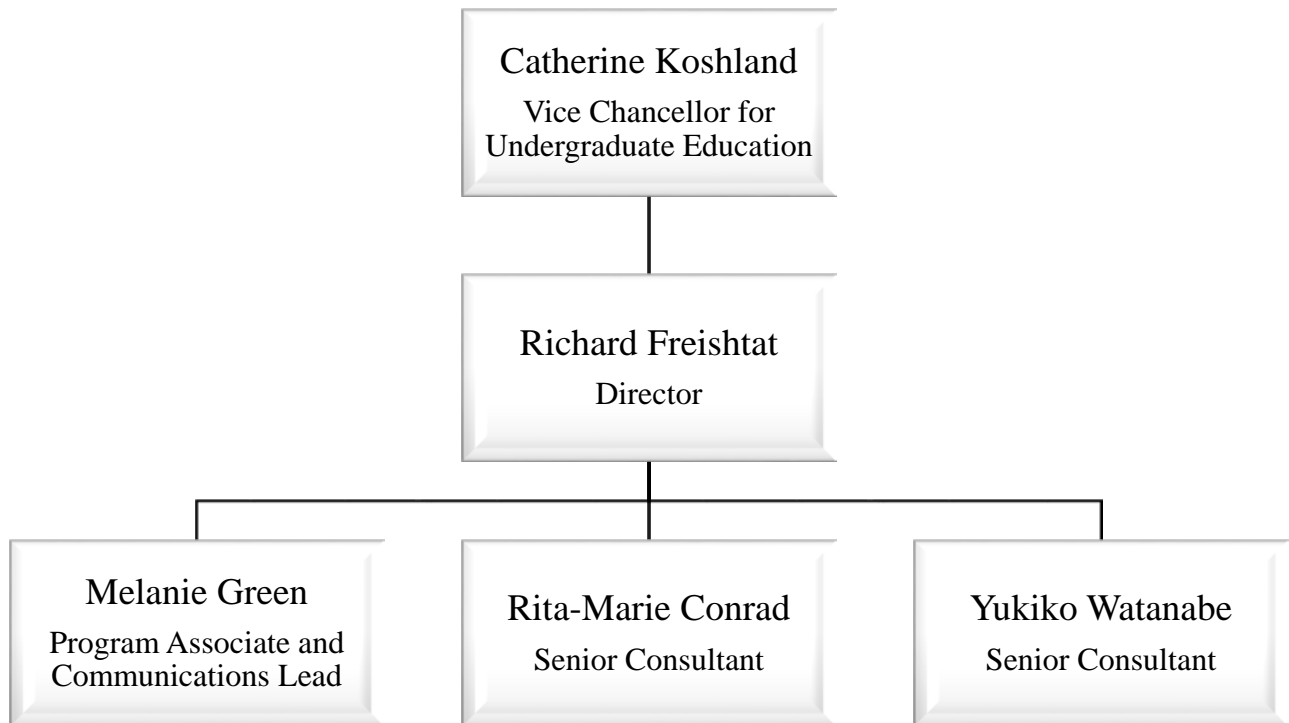 Catherine Koshland
Vice Chancellor for
Undergraduate Education
Richard Freishtat
Director
Melanie Green
Program Associate and
Communications Lead
Rita-Marie Conrad
Senior Consultant
Yukiko Watanabe
Senior Consultant